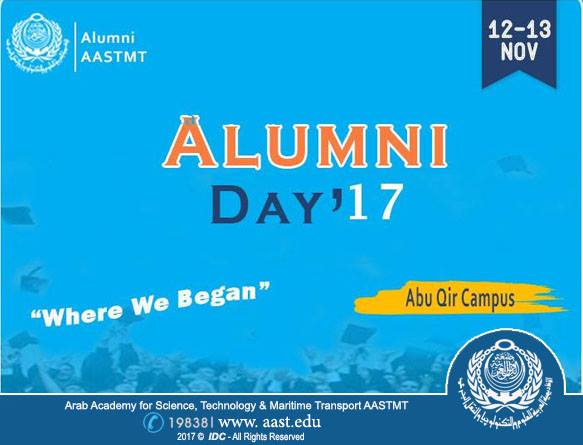 Alumni
AASTMT
12-13
NOV
ALUMNI
DAY'17
"Where We Began"
Abu Qir Campus
Arab Academy for Science, Technology & Maritime Transport AASTMT
19838 www. aast.edu
2017 © IDC - All Rights Reserved